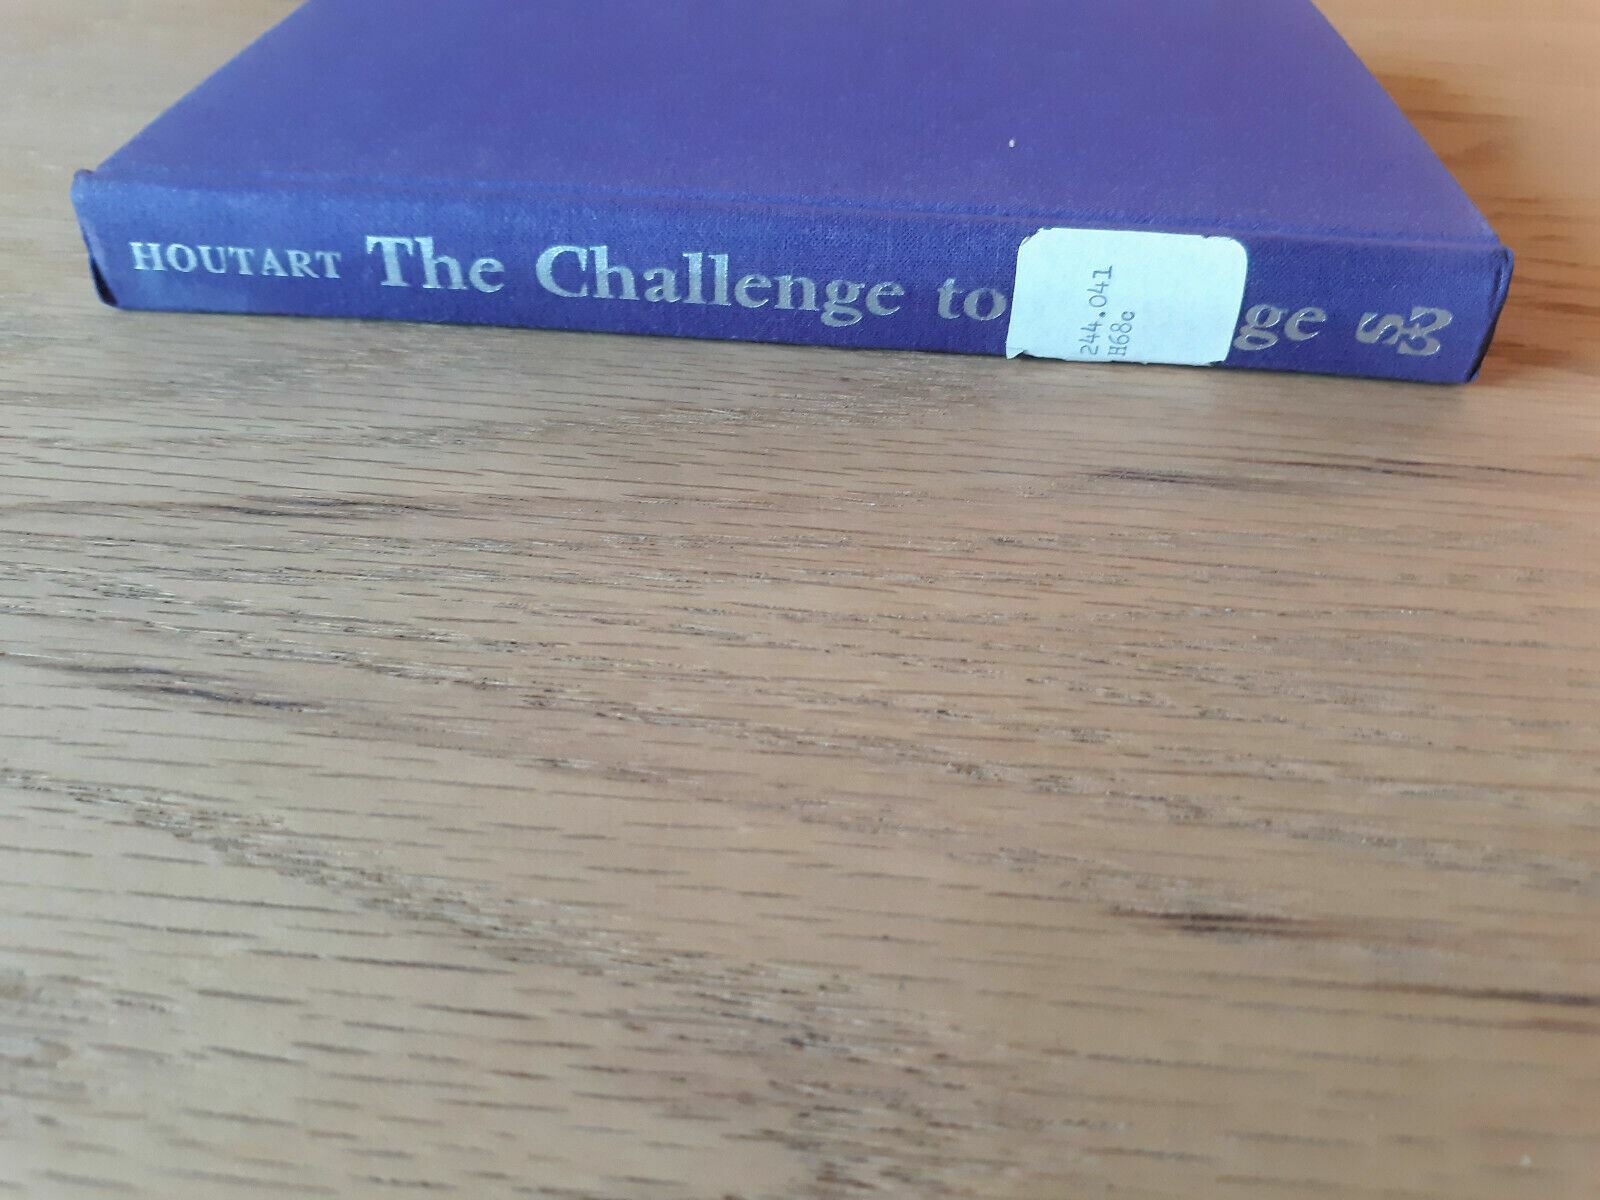 HOUTART The Challenge to ge S&W
244.041
H68c